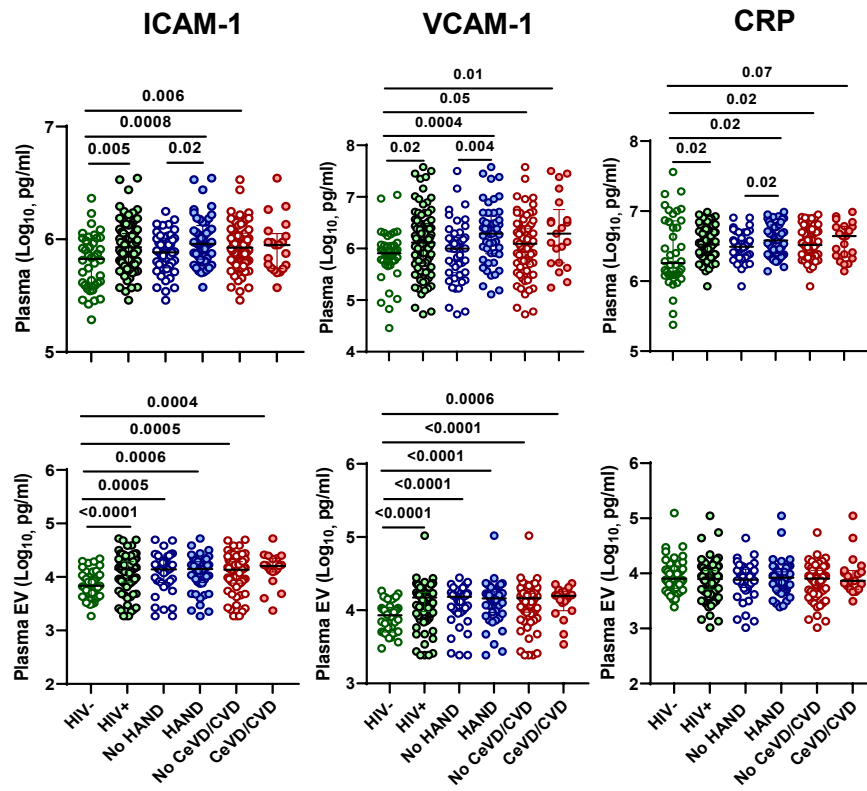 ICAM-1
VCAM-1
CRP
Plasma (Log10, pg/ml)
7
6
5
0.006
0.0008
0.005
0.02
Plasma (Log10, pg/ml)
8
7
6
5
4
0.01
0.05
0.0004
0.02
0.004
Plasma (Log10, pg/ml)
8
7
6
5
0.07
0.02
0.02
0.02
0.02
Plasma EV (Log10, pg/ml)
6
5
4
3
2
0.0004
0.0005
0.0006
0.0005
<0.0001
HIV-
HIV+
No HAND
HAND
No CeVD/CVD
CeVD/CVD
Plasma EV (Log10, pg/ml)
6
5
4
3
0.0006
<0.0001
<0.0001
<0.0001
<0.0001
HIV-
HIV+
No HAND
HAND
No CeVD/CVD
CeVD/CVD
Plasma EV (Log10, pg/ml)
6
5
4
3
2
HIV-
HIV+
No HAND
HAND
No CeVD/CVD
CeVD/CVD